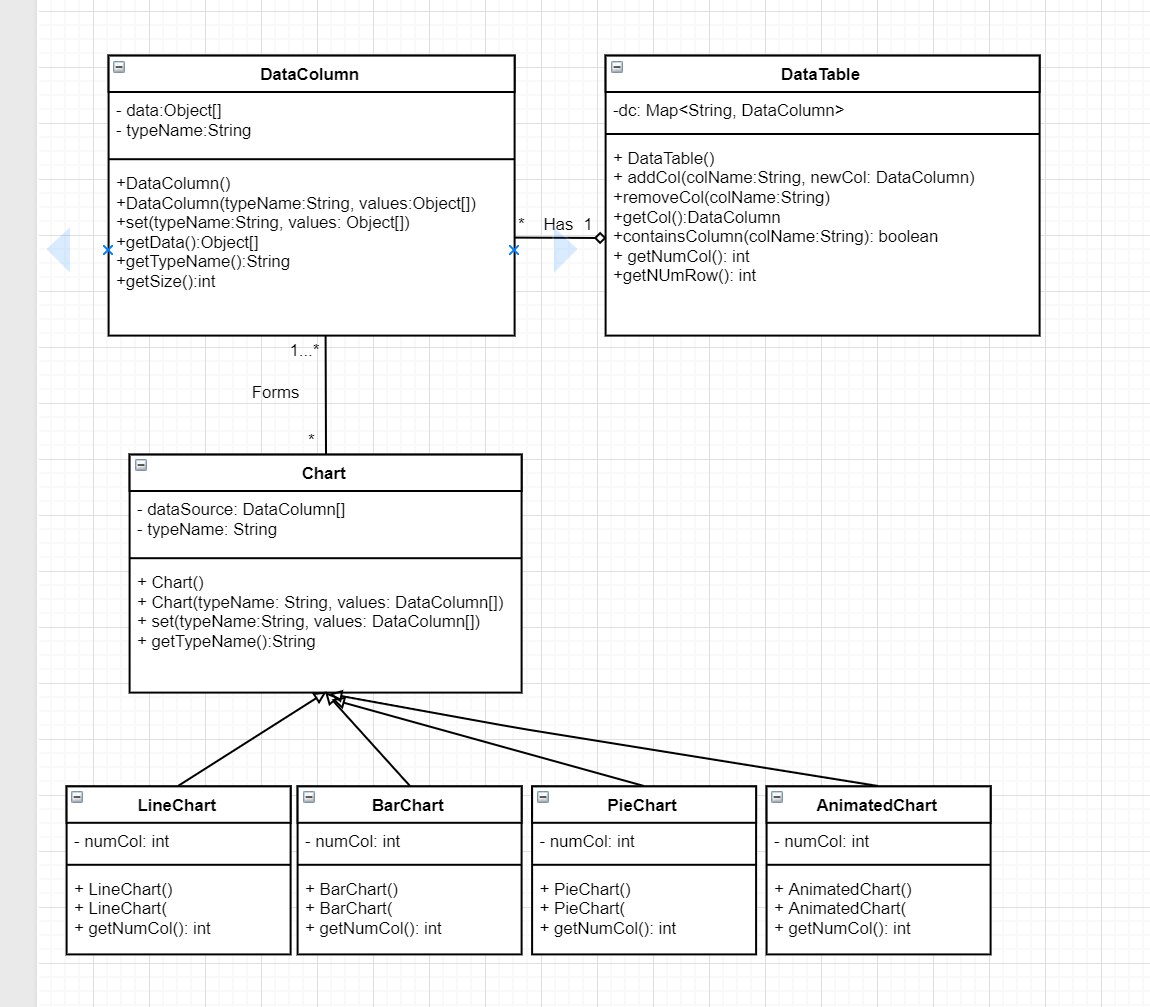 DataColumn
- data:Object[]
- typeName:String
+DataColumn()
+DataColumn(typeName:String, values:Object[])
+set(typeName:String, values: Object[])
+getData():Object[]
+getTypeName():String
+getSize():int
* Has 1
DataTable
-dc: Map<String, DataColumn>
+ DataTable()
+ addCol(colName:String, newCol: DataColumn)
+removeCol(colName:String)
+getCol():DataColumn
+containsColumn(colName:String): boolean
+ getNumCol(): int
+getNUmRow(): int
1...*
Forms
*
Chart
- dataSource: DataColumn[]
- typeName: String
+ Chart()
+ Chart(typeName: String, values: DataColumn[])
+ set(typeName:String, values: DataColumn[])
+ getTypeName():String
LineChart
- numCol: int
+ LineChart()
+ LineChart(
+ getNumCol(): int
BarChart
- numCol: int
+ BarChart()
+ BarChart(
+ getNumCol(): int
PieChart
- numCol: int
+ PieChart()
+ PieChart(
+ getNumCol(): int
AnimatedChart
- numCol: int
+ AnimatedChart()
+ AnimatedChart(
+ getNumCol(): int